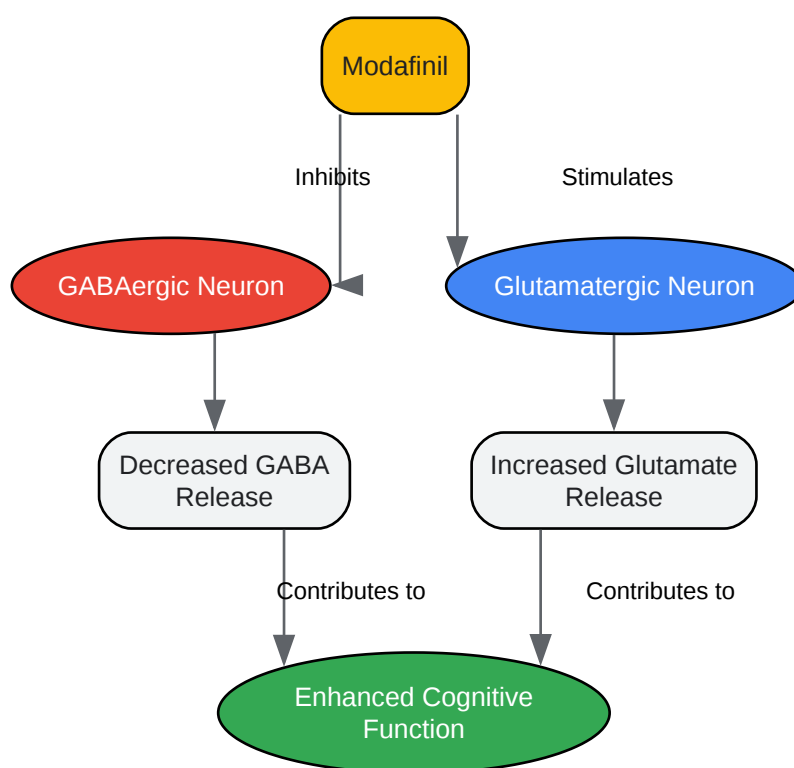 Modafinil
Inhibits
Stimulates
GABAergic Neuron
Glutamatergic Neuron
Decreased GABA
Release
Increased Glutamate
Release
Contributes to
Contributes to
Enhanced Cognitive
Function